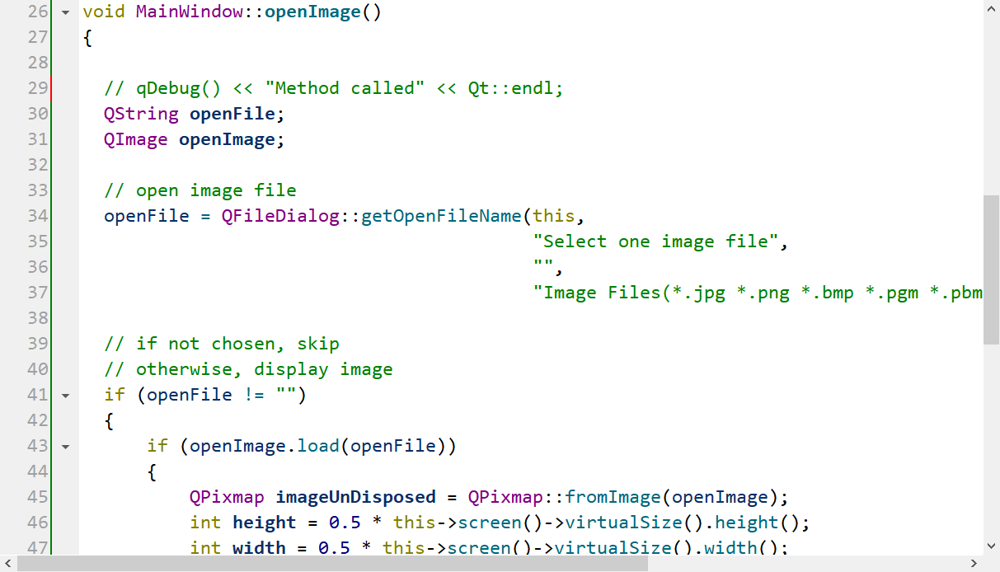 26 void MainWindow::openImage()
27 {
28
29 // qDebug() << "Method called" << Qt::endl;
30 QString openFile;
31 QImage openImage;
32
33 // open image file
34 openFile = QFileDialog::getOpenFileName(this,
35 "Select one image file",
36 "",
37 "Image Files(*.jpg *.png *.bmp *.pgm *.pbm
38
39 // if not chosen, skip
40 // otherwise, display image
41 if (openFile != "")
42 {
43 if (openImage.load(openFile))
44 {
45 QPixmap imageUnDisposed = QPixmap::fromImage(openImage);
46 int height = 0.5 * this->screen()->virtualSize().height();
47 int width = 0.5 * this->screen()->virtualSize().width();